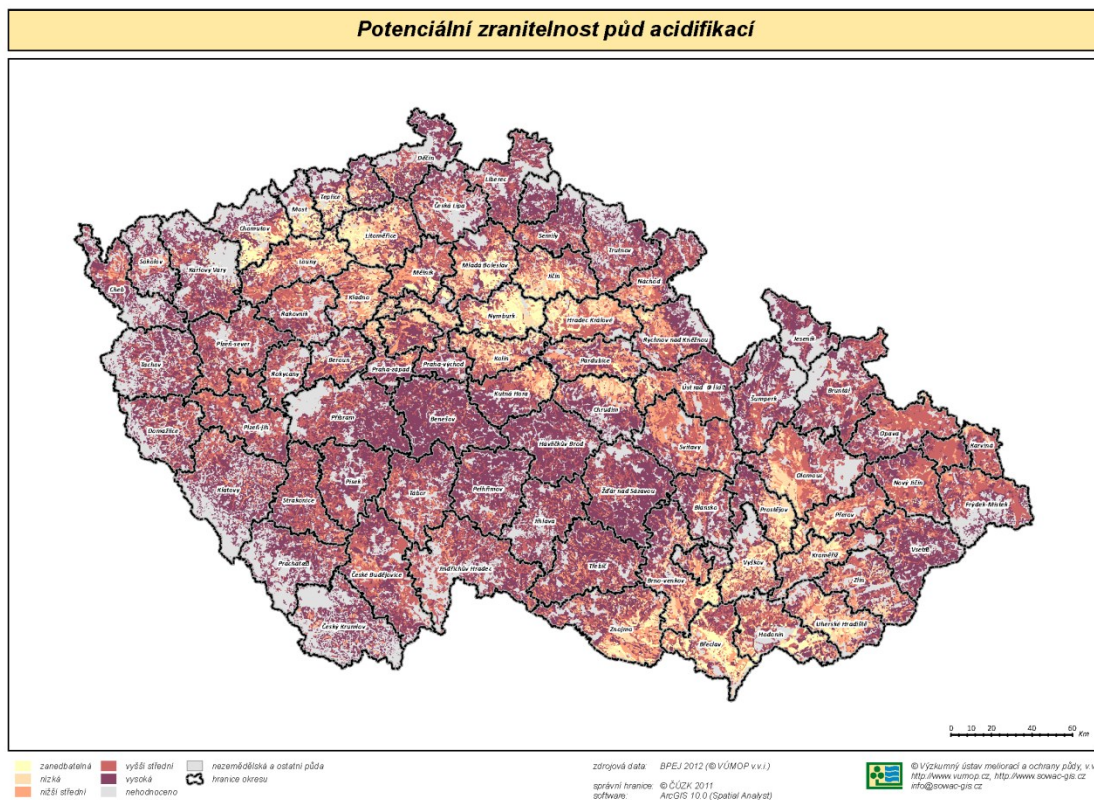 Potenciální zranitelnost půd acidifikací
Děčín
Liberec
Teplice
Most
Česká Lípa
Chomutov
Litoměřice
Semily
Trutnov
Sokolov
Karlovy Vary
Louny
Mělník
Mladá Boleslav
Jičín
Náchod
Cheb
Kladno
Rakovník
Nymburk
Hradec Králové
Rychnov nad Kněžnou
Jeseník
Plzeň-sever
Beroun
Praha-západ
Praha-východ
Kolín
Pardubice
Tachov
Rokycany
Kutná Hora
Chrudim
Šumperk
Bruntál
Příbram
Benešov
Domažlice
Plzeň-jih
Havlíčkův Brod
Svitavy
Opava
Karviná
Klatovy
Strakonice
Písek
Tábor
Pelhřimov
Žďár nad Sázavou
Blansko
Prostějov
Olomouc
Přerov
Nový Jičín
Frýdek-Místek
Jihlava
Prachatice
České Budějovice
Jindřichův Hradec
Třebíč
Brno-venkov
Vyškov
Kroměříž
Vsetín
Zlín
Český Krumlov
Znojmo
Břeclav
Hodonín
Uherské Hradiště
0 10 20 40 60
Km
zanedbatelná
nízká
nižší střední
vyšší střední
vysoká
nehodnoceno
nezemědělská a ostatní půda
hranice okresu
zdrojová data: BPEJ 2012 (© VÚMOP v.v.i.)
správní hranice: © ČÚZK 2011
software: ArcGIS 10.0 (Spatial Analyst)
© Výzkumný ústav meliorací a ochrany půdy, v.v
http://www.vumop.cz, http://www.sowac-gis.cz
info@sowac-gis.cz